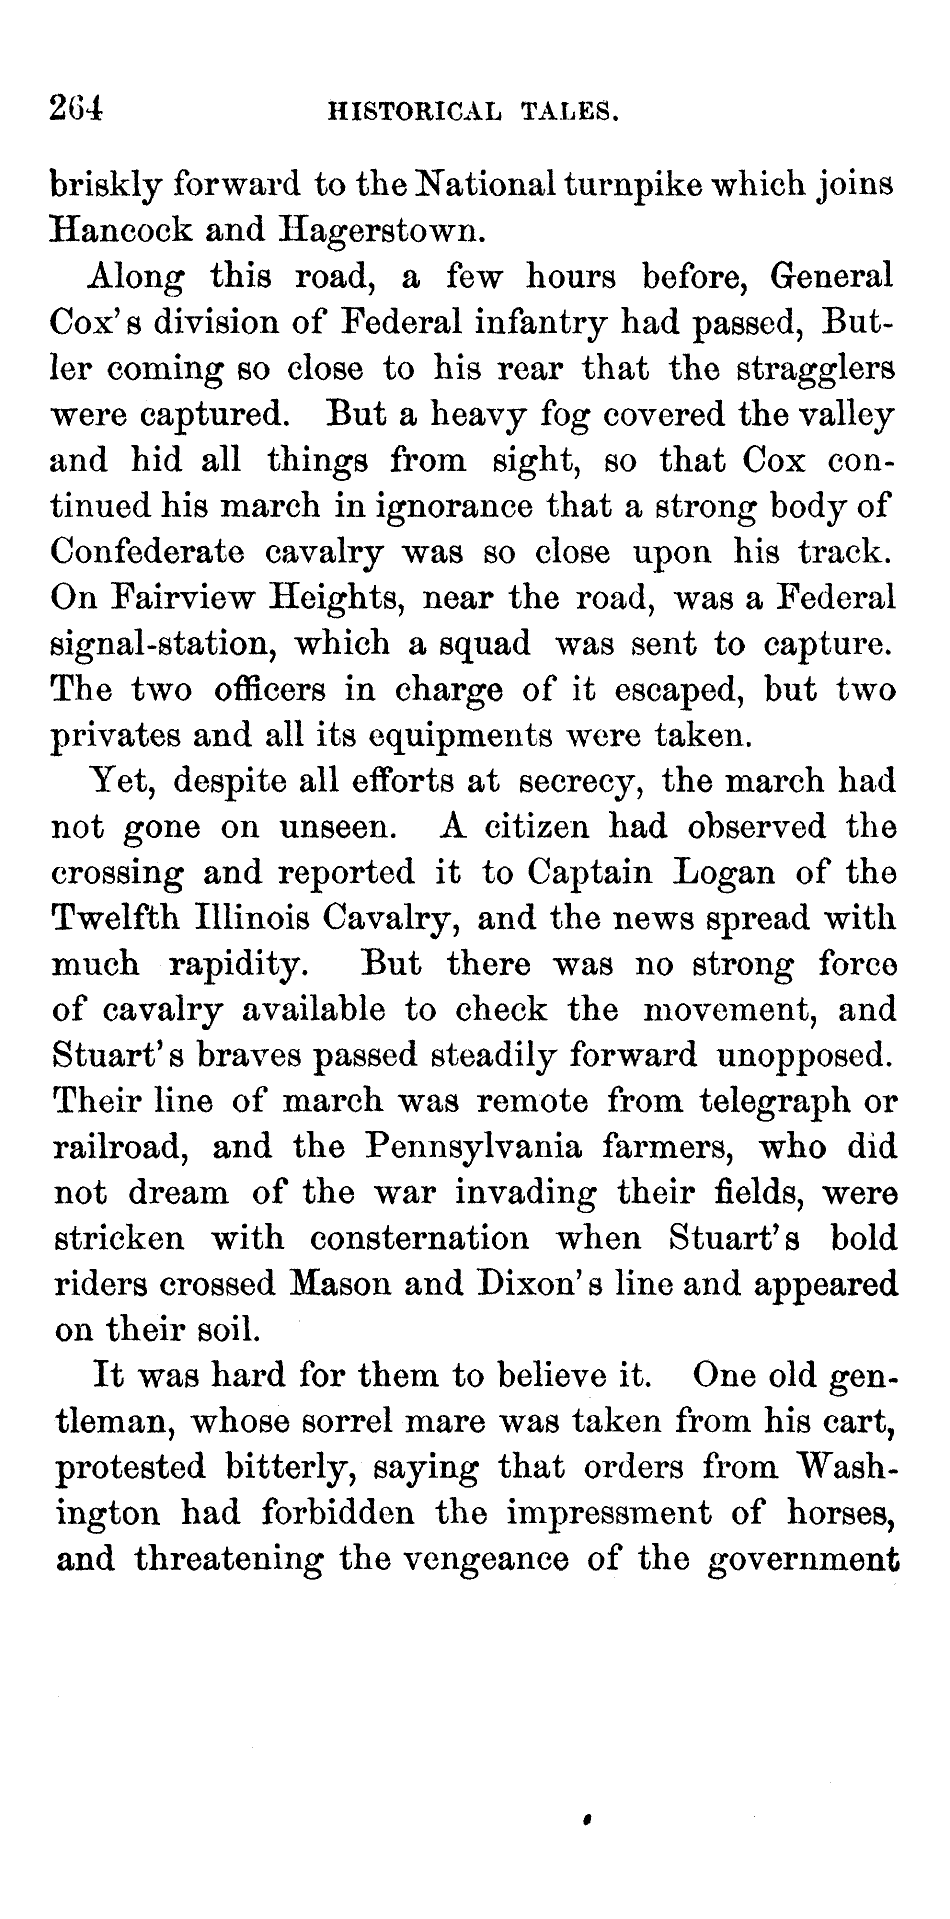 264 HISTORICAL TALES.
briskly forward to the National turnpike which joins
Hancock and Hagerstown.
Along this road, a few hours before, General
Cox's division of Federal infantry had passed, But-
ler coming so close to his rear that the stragglers
were captured. But a heavy fog covered the valley
and hid all things from sight, so that Cox con-
tinued his march in ignorance that a strong body of
Confederate cavalry was so close upon his track.
On Fairview Heights, near the road, was a Federal
signal-station, which a squad was sent to capture.
The two officers in charge of it escaped, but two
privates and all its equipments were taken.
Yet, despite all efforts at secrecy, the march had
not gone on unseen. A citizen had observed the
crossing and reported it to Captain Logan of the
Twelfth Illinois Cavalry, and the news spread with
much rapidity. But there was no strong force
of cavalry available to check the movement, and
Stuart's braves passed steadily forward unopposed.
Their line of march was remote from telegraph or
railroad, and the Pennsylvania farmers, who did
not dream of the war invading their fields, were
stricken with consternation when Stuart's bold
riders crossed Mason and Dixon's line and appeared
on their soil.
It was hard for them to believe it. One old gen-
tleman, whose sorrel mare was taken from his cart,
protested bitterly, saying that orders from Wash-
ington had forbidden the impressment of horses,
and threatening the vengeance of the government